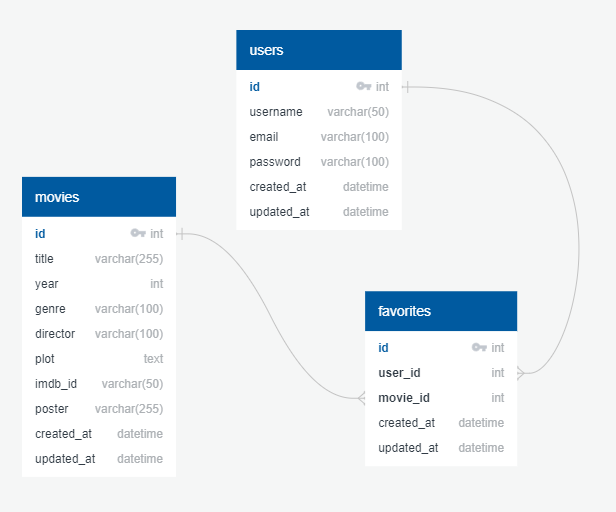 users
id int
username varchar(50)
email varchar(100)
password varchar(100)
created_at datetime
updated_at datetime
movies
id int
title varchar(255)
year int
genre varchar(100)
director varchar(100)
plot text
imdb_id varchar(50)
poster varchar(255)
created_at datetime
updated_at datetime
favorites
id int
user_id int
movie_id int
created_at datetime
updated_at datetime